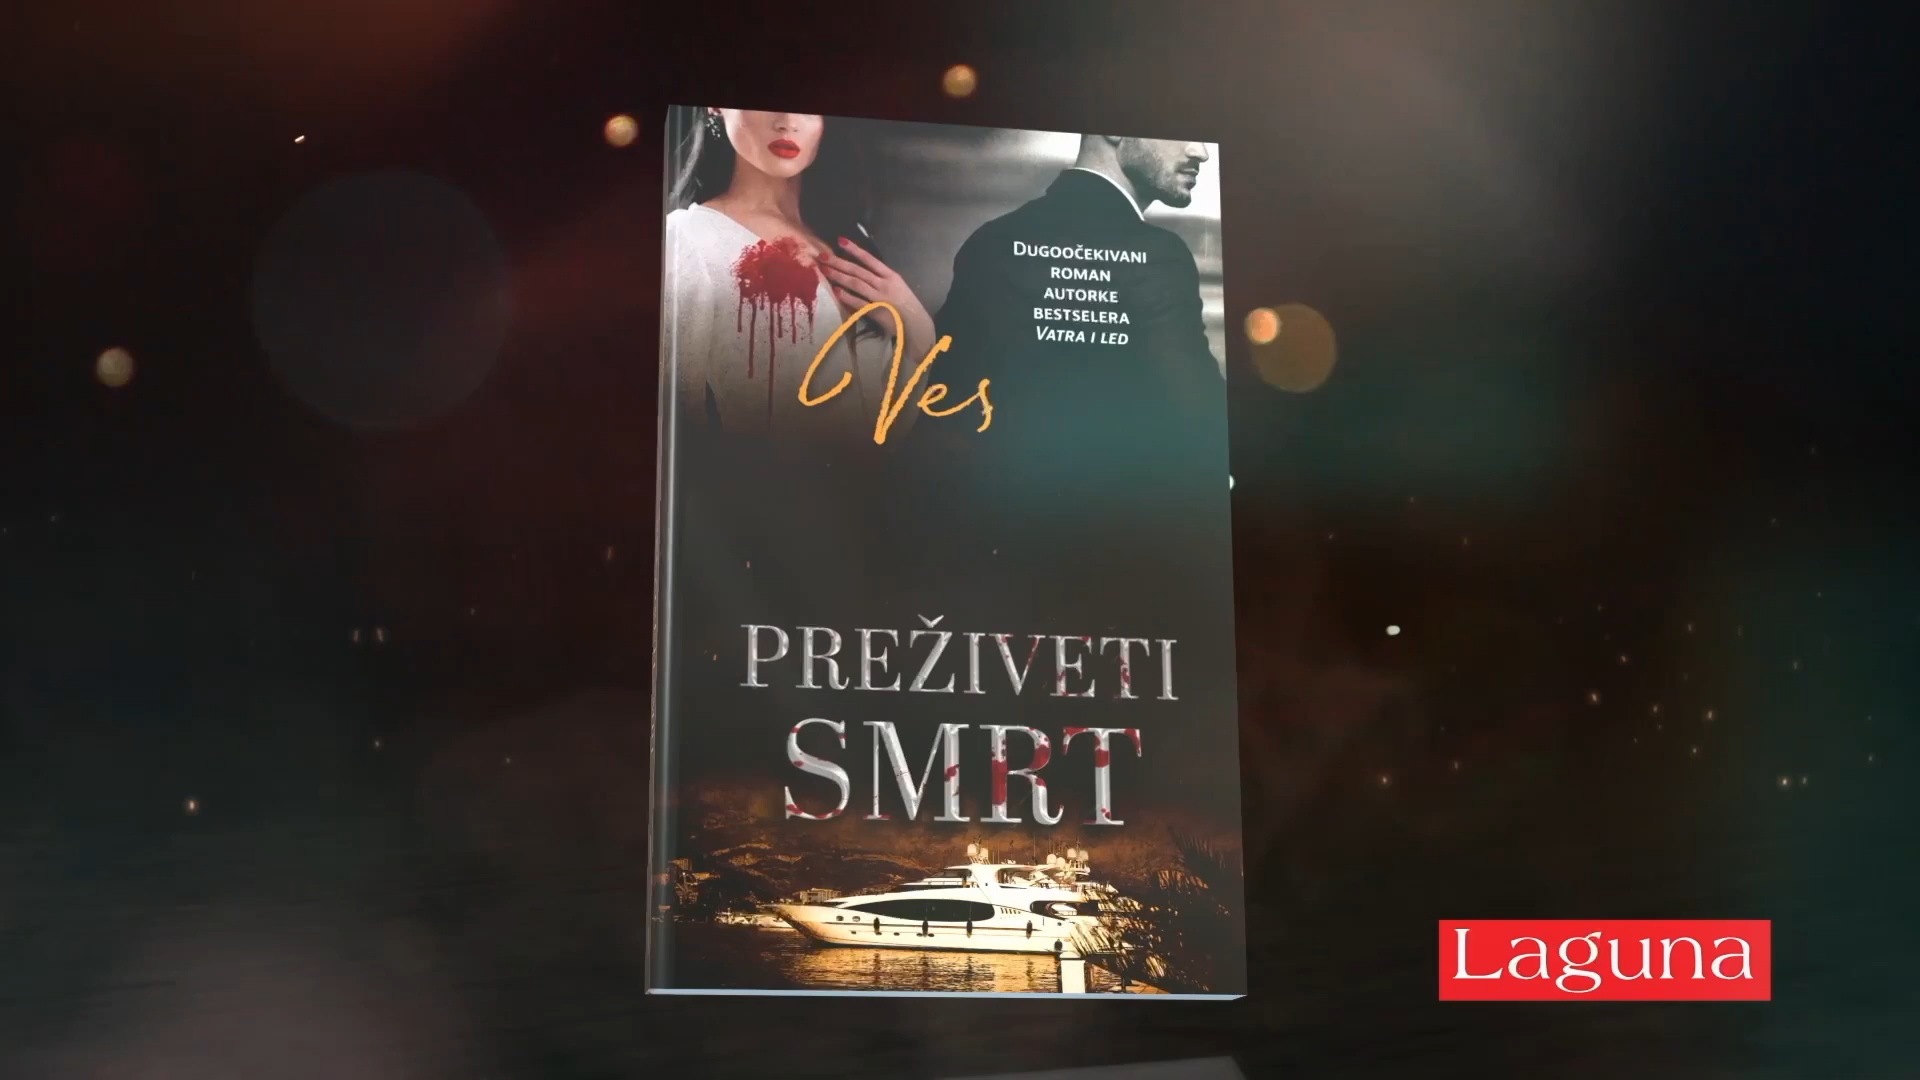 DUGOOČEKIVANI
ROMAN
AUTORKE
BESTSELERA
VATRA I LED
Ves
PREŽIVETI
SMRT
Laguna